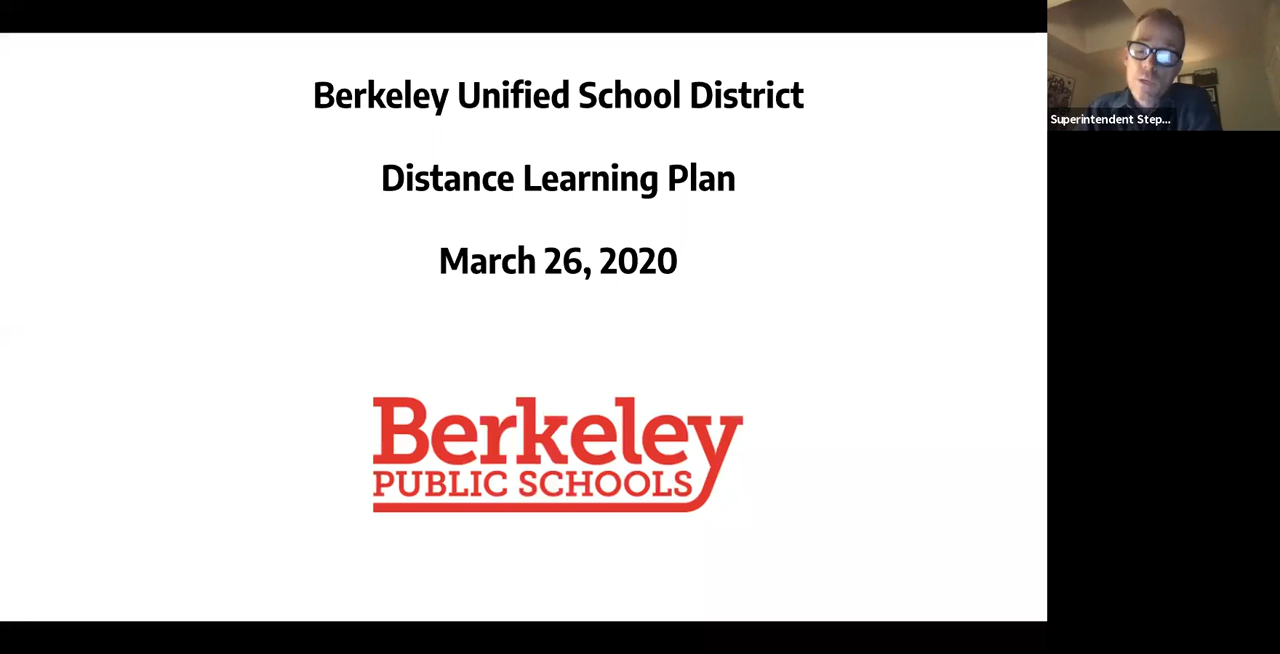 Berkeley Unified School District
Distance Learning Plan
March 26, 2020
Berkeley
PUBLIC SCHOOLS
Superintendent Step...